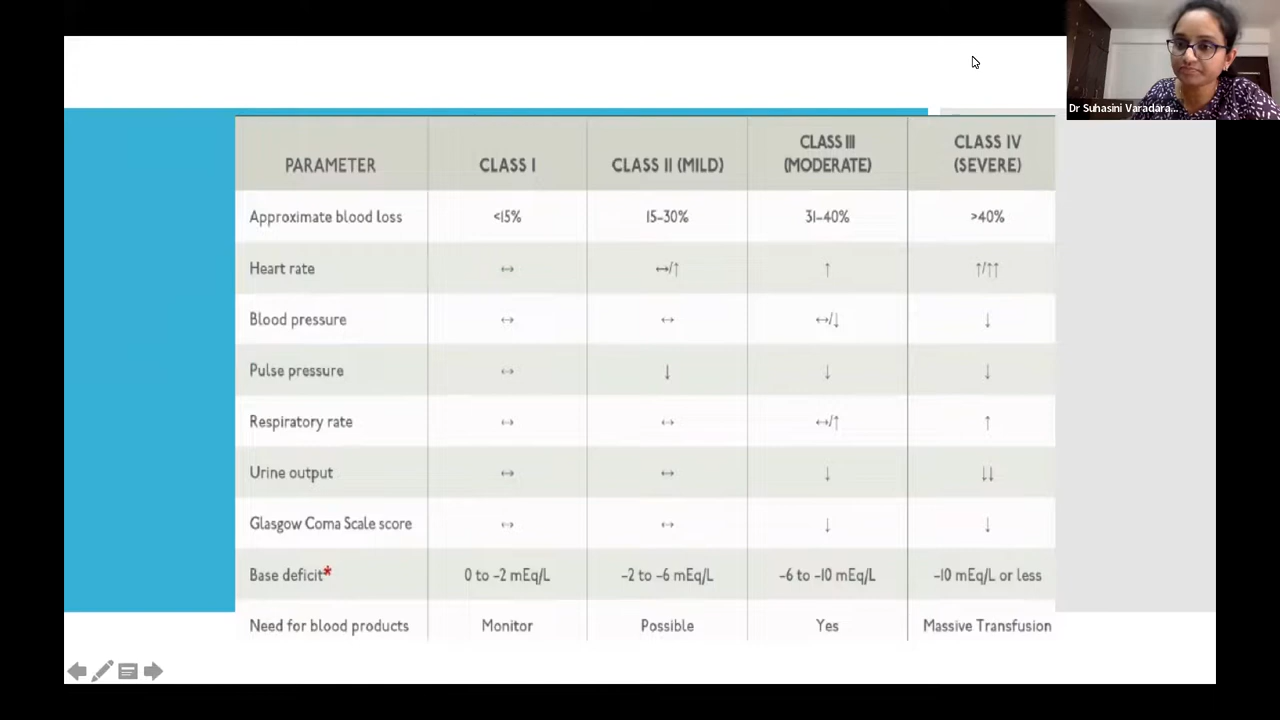 Dr Suhasini Varadara...
PARAMETER CLASS I CLASS II (MILD) CLASS III (MODERATE) CLASS IV (SEVERE)
Approximate blood loss <15% 15–30% 31–40% >40%
Heart rate ↔ ↔/↑ ↑ ↑/↑↑
Blood pressure ↔ ↔ ↔/↓ ↓
Pulse pressure ↔ ↓ ↓ ↓
Respiratory rate ↔ ↔ ↔/↑ ↑
Urine output ↔ ↔ ↓ ↓↓
Glasgow Coma Scale score ↔ ↔ ↓ ↓
Base deficit* 0 to –2 mEq/L –2 to –6 mEq/L –6 to –10 mEq/L –10 mEq/L or less
Need for blood products Monitor Possible Yes Massive Transfusion